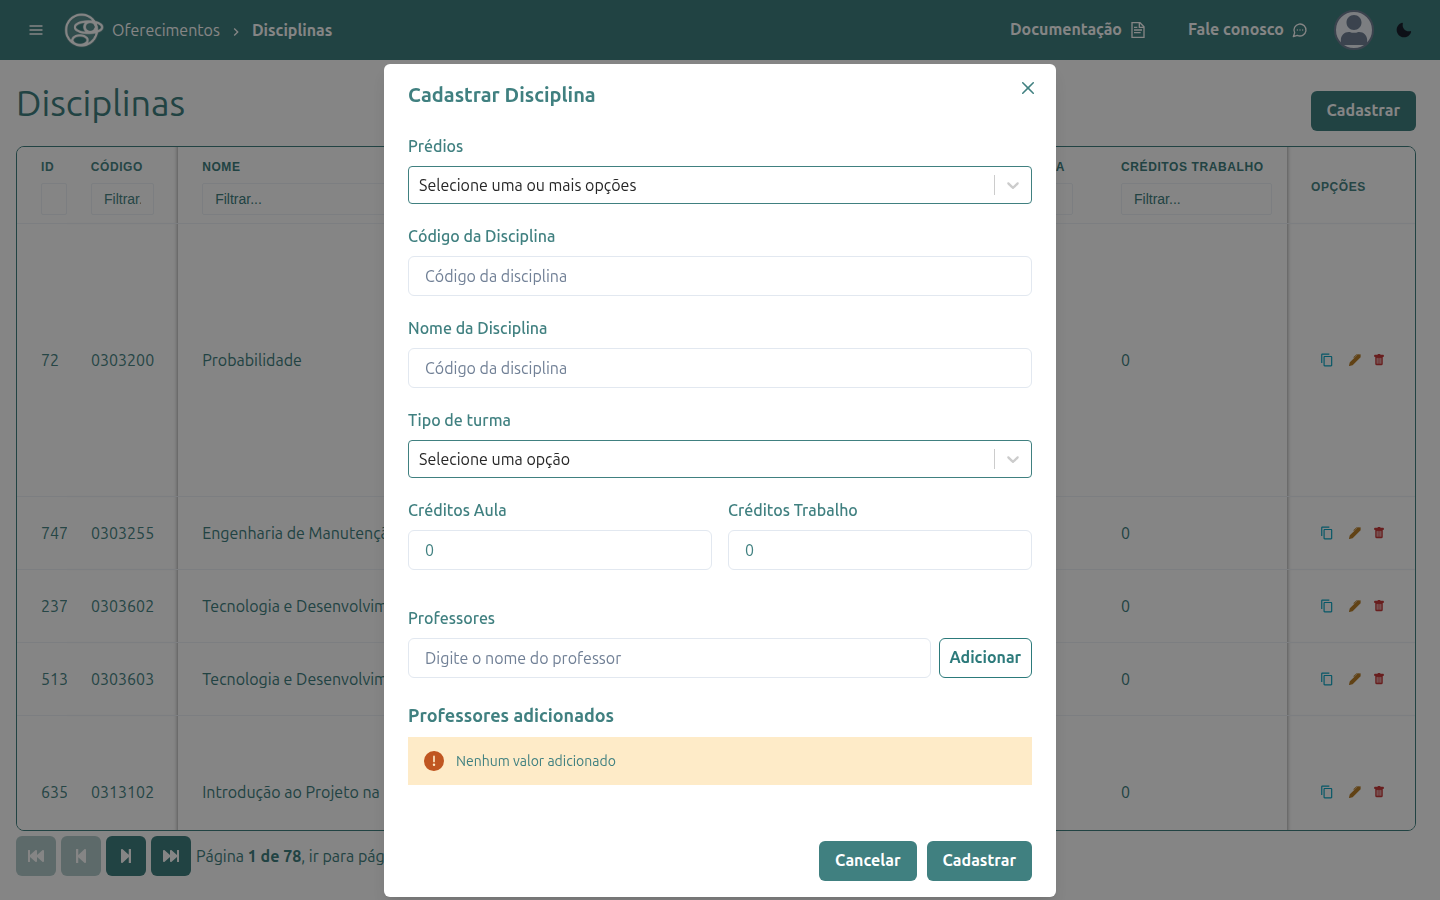 Oferecimentos › Disciplinas
Documentação
Fale conosco
Disciplinas
Cadastrar
ID
CÓDIGO
NOME
A
CRÉDITOS TRABALHO
OPÇÕES
Filtrar.
Filtrar...
Filtrar...
72 0303200 Probabilidade 0
747 0303255 Engenharia de Manutençã 0
237 0303602 Tecnologia e Desenvolvim 0
513 0303603 Tecnologia e Desenvolvim 0
635 0313102 Introdução ao Projeto na 0
Página 1 de 78, ir para pág
Cadastrar Disciplina
Prédios
Selecione uma ou mais opções
Código da Disciplina
Código da disciplina
Nome da Disciplina
Código da disciplina
Tipo de turma
Selecione uma opção
Créditos Aula Créditos Trabalho
0 0
Professores
Digite o nome do professor Adicionar
Professores adicionados
Nenhum valor adicionado
Cancelar Cadastrar